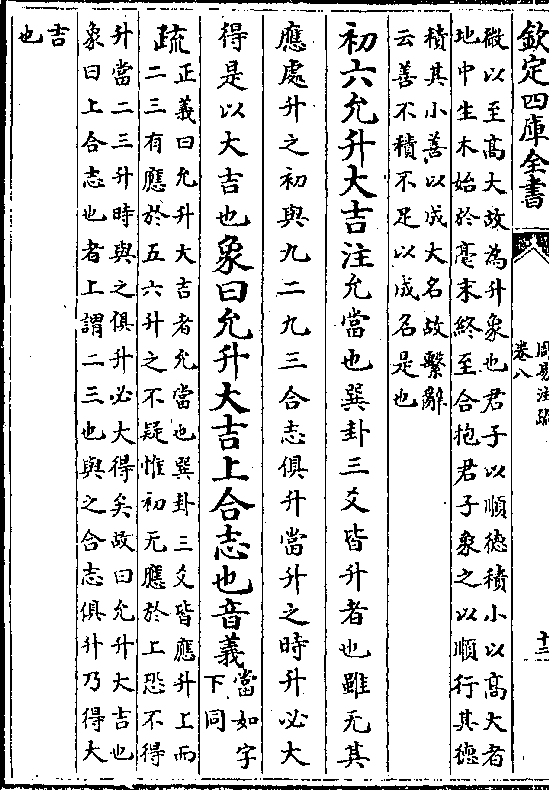 欽定四庫全書
周易注疏
卷八
十三
微以至髙大故為升象也君子以順德積小以髙大者
地中生木始於毫末終至合抱君子象之以順行其德
積其小善以成大名故繫辭
云善不積不足以成名是也
初六允升大吉注允當也巽卦三爻皆升者也雖无其
應處升之初與九二九三合志俱升當升之時升必大
得是以大吉也象曰允升大吉上合志也音義當如字
下同
疏正義曰允升大吉者允當也巽卦三爻皆應升上而
二三有應於五六升之不疑惟初无應於上恐不得
升當二三升時與之俱升必大得矣故曰允升大吉也
象曰上合志也者上謂二三也與之合志俱升乃得大
吉
也